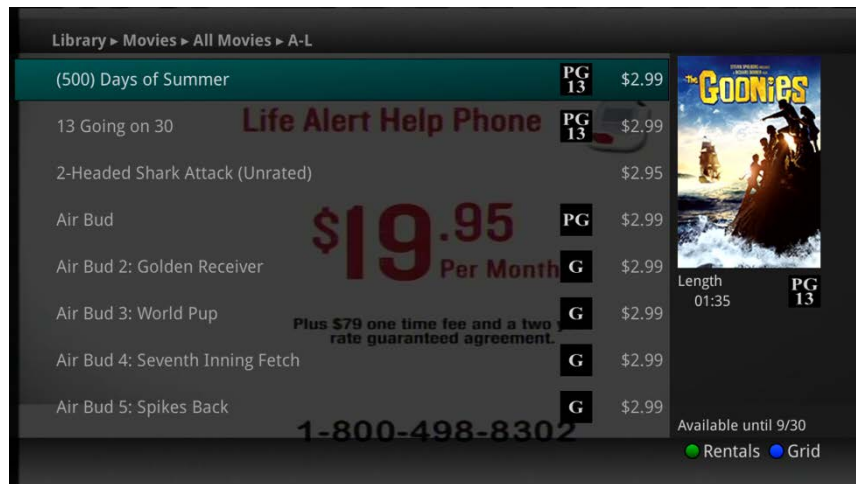 Library ▸ Movies ▸ All Movies ▸ A-L
(500) Days of Summer PG 13 $2.99
13 Going on 30 PG 13 $2.99
2-Headed Shark Attack (Unrated) $2.95
Air Bud PG $2.99
Air Bud 2: Golden Receiver G $2.99
Air Bud 3: World Pup G $2.99
Air Bud 4: Seventh Inning Fetch G $2.99
Air Bud 5: Spikes Back G $2.99
Life Alert Help Phone
$19.95
Per Month
Plus $79 one time fee and a two
rate guaranteed agreement.
1-800-498-8302
THE GOONIES
Length
01:35
PG 13
Available until 9/30
Rentals Grid